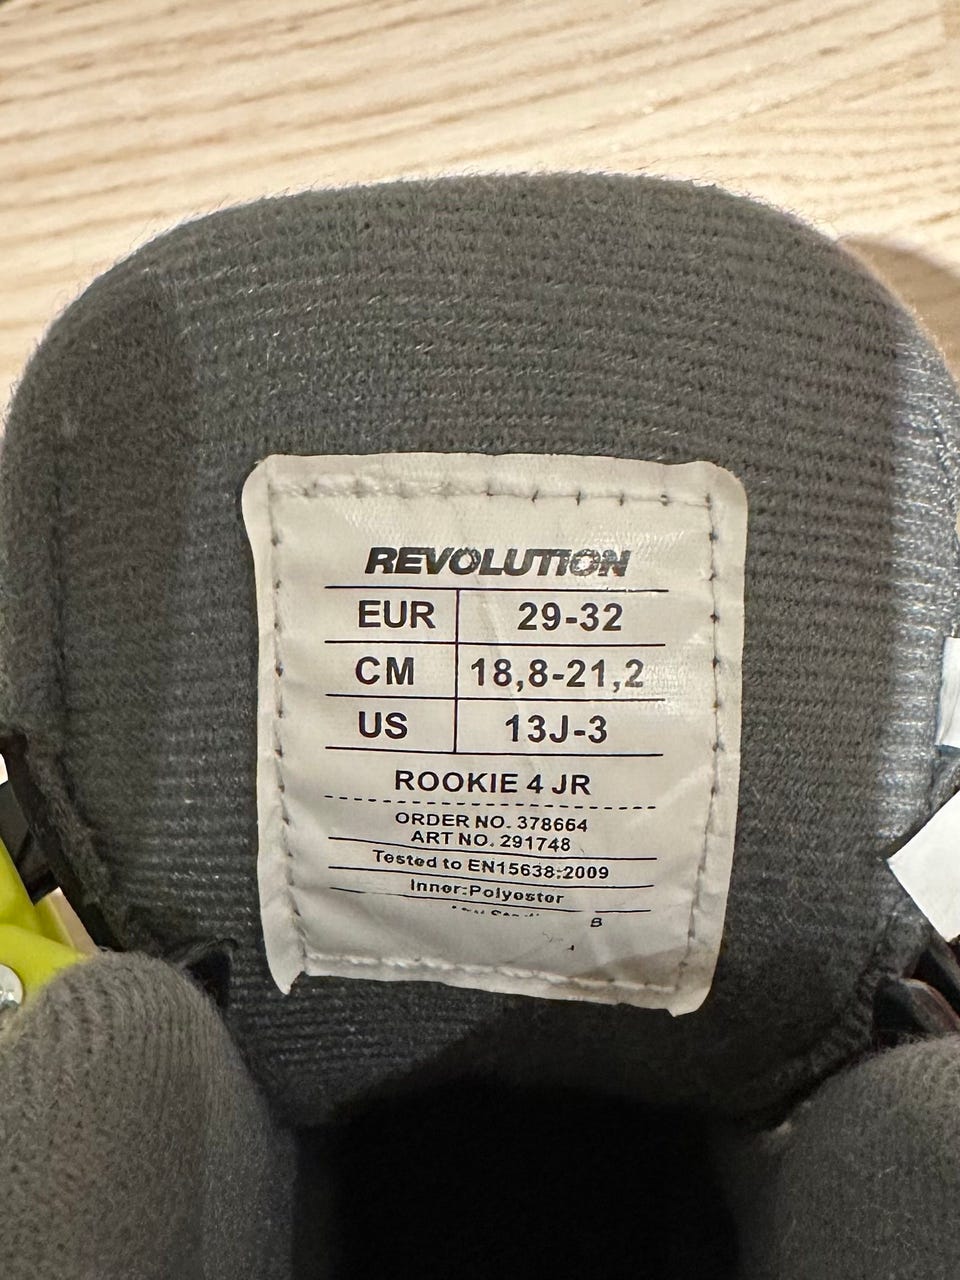 REVOLUTION
EUR 29-32
CM 18,8-21,2
US 13J-3
ROOKIE 4 JR
ORDER NO. 378664
ART NO. 291748
Tested to EN15638:2009
Inner:Polyester
B